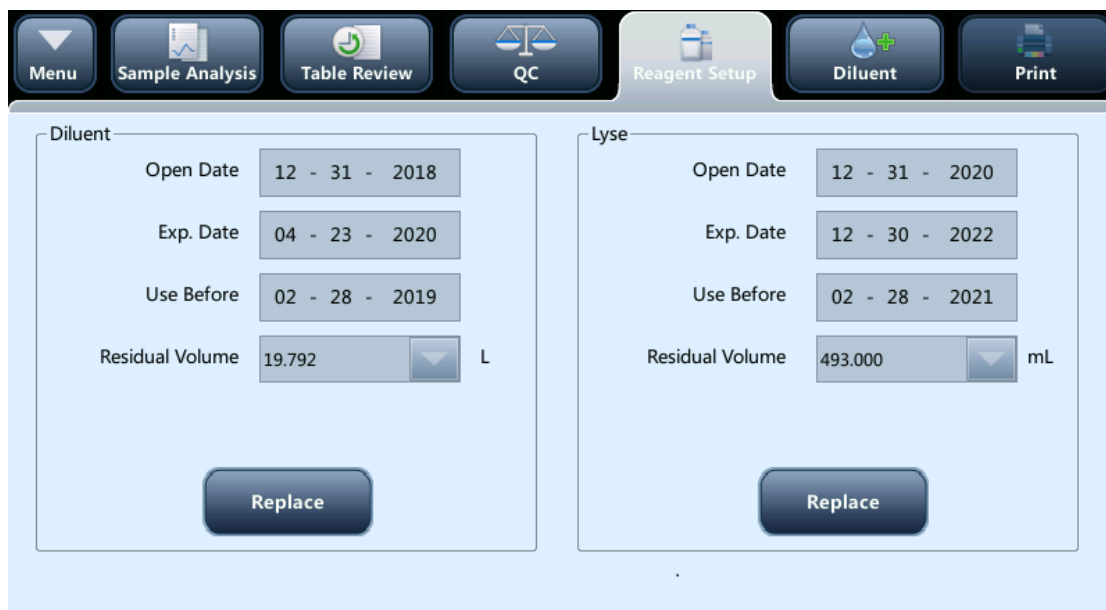 Menu
Sample Analysis
Table Review
QC
Reagent Setup
Diluent
Print
Diluent
Open Date 12 - 31 - 2018
Exp. Date 04 - 23 - 2020
Use Before 02 - 28 - 2019
Residual Volume 19.792 L
Replace
Lyse
Open Date 12 - 31 - 2020
Exp. Date 12 - 30 - 2022
Use Before 02 - 28 - 2021
Residual Volume 493.000 mL
Replace
.